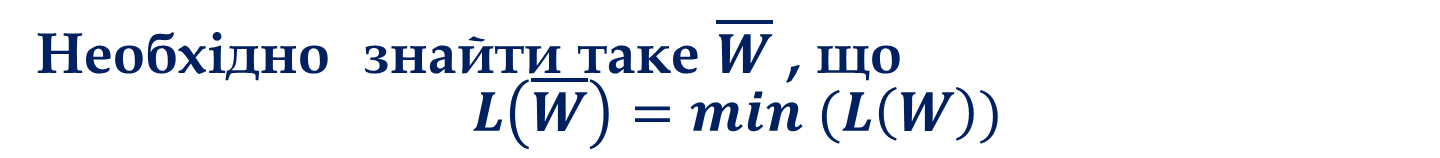 Необхідно знайти таке W̅ , що
L(W̅) = min (L(W))